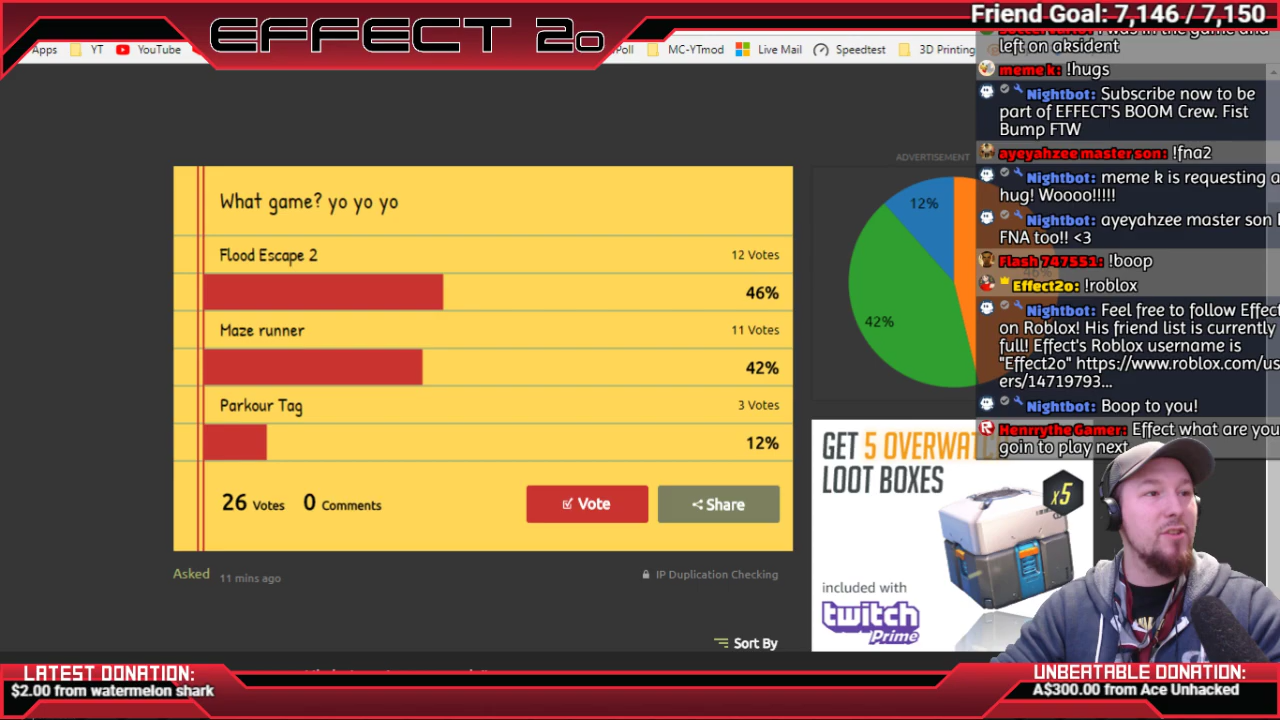 EFFECT 2o
Friend Goal: 7,146 / 7,150
Apps YT YouTube Poll MC-YTmod Live Mail Speedtest 3D Printing
What game? yo yo yo
Flood Escape 2 12 Votes
46%
Maze runner 11 Votes
42%
Parkour Tag 3 Votes
12%
26 Votes 0 Comments Vote Share
Asked 11 mins ago IP Duplication Checking
Sort By
ADVERTISEMENT
12%
46%
42%
GET 5 OVERWATCH
LOOT BOXES
x5
included with
twitch
Prime
left on aksident
meme k: !hugs
Nightbot: Subscribe now to be
part of EFFECT'S BOOM Crew. Fist
Bump FTW
ayeyahzee master son: !fna2
Nightbot: meme k is requesting a
hug! Woooo!!!!!
Nightbot: ayeyahzee master son I
FNA too!! <3
Flash 747551: !boop
Effect2o: !roblox
Nightbot: Feel free to follow Effect
on Roblox! His friend list is currently
full! Effect's Roblox username is
"Effect2o" https://www.roblox.com/us
ers/14719793...
Nightbot: Boop to you!
Henrrythe Gamer: Effect what are you
goin to play next
LATEST DONATION:
$2.00 from watermelon shark
UNBEATABLE DONATION:
A$300.00 from Ace Unhacked